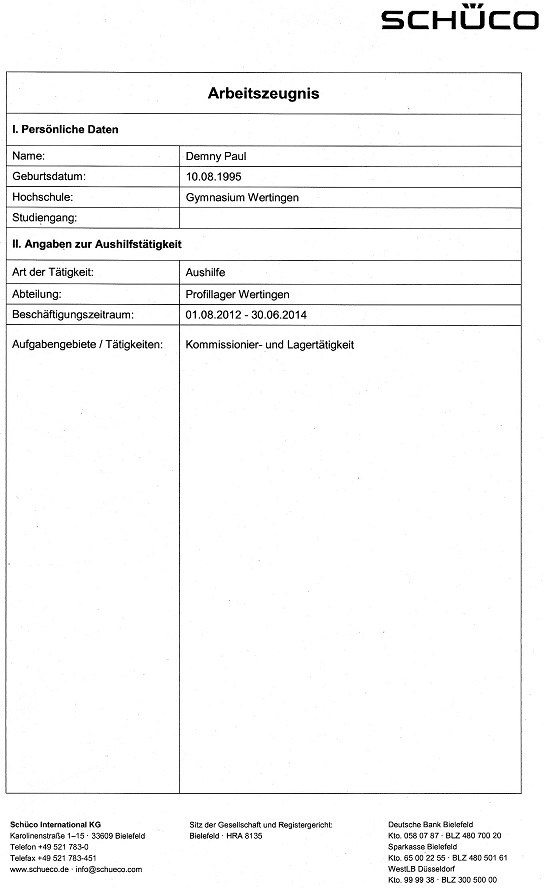 SCHÜCO
Arbeitszeugnis
I. Persönliche Daten
Name: Demny Paul
Geburtsdatum: 10.08.1995
Hochschule: Gymnasium Wertingen
Studiengang:
II. Angaben zur Aushilfstätigkeit
Art der Tätigkeit: Aushilfe
Abteilung: Profillager Wertingen
Beschäftigungszeitraum: 01.08.2012 - 30.06.2014
Aufgabengebiete / Tätigkeiten: Kommissionier- und Lagertätigkeit
Schüco International KG
Karolinenstraße 1–15 · 33609 Bielefeld
Telefon +49 521 783-0
Telefax +49 521 783-451
www.schueco.de · info@schueco.com
Sitz der Gesellschaft und Registergericht:
Bielefeld · HRA 8135
Deutsche Bank Bielefeld
Kto. 058 07 87 · BLZ 480 700 20
Sparkasse Bielefeld
Kto. 65 00 22 55 · BLZ 480 501 61
WestLB Düsseldorf
Kto. 99 99 38 · BLZ 300 500 00